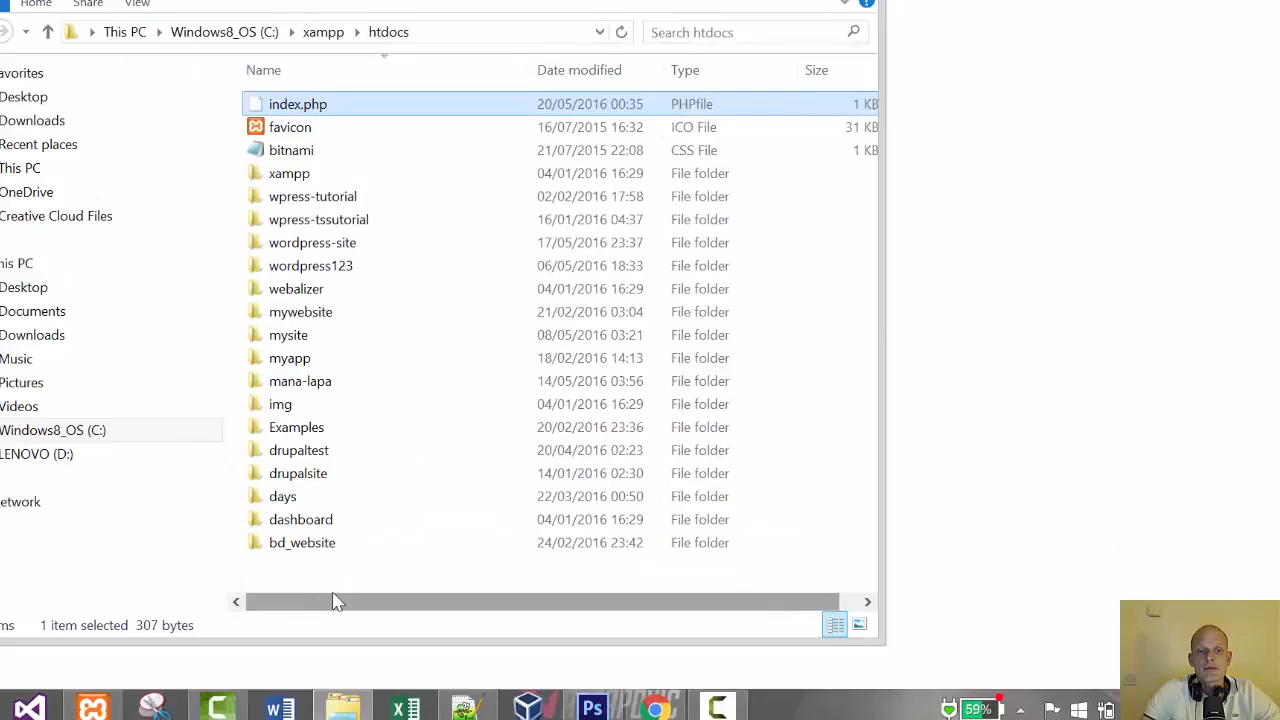 Home Share View
This PC Windows8_OS (C:) xampp htdocs Search htdocs
Name Date modified Type Size
avorites
Desktop
Downloads
Recent places
This PC
OneDrive
Creative Cloud Files
his PC
Desktop
Documents
Downloads
Music
Pictures
Videos
Windows8_OS (C:)
LENOVO (D:)
etwork
index.php 20/05/2016 00:35 PHPfile 1 KB
favicon 16/07/2015 16:32 ICO File 31 KB
bitnami 21/07/2015 22:08 CSS File 1 KB
xampp 04/01/2016 16:29 File folder
wpress-tutorial 02/02/2016 17:58 File folder
wpress-tssutorial 16/01/2016 04:37 File folder
wordpress-site 17/05/2016 23:37 File folder
wordpress123 06/05/2016 18:33 File folder
webalizer 04/01/2016 16:29 File folder
mywebsite 21/02/2016 03:04 File folder
mysite 08/05/2016 03:21 File folder
myapp 18/02/2016 14:13 File folder
mana-lapa 14/05/2016 03:56 File folder
img 04/01/2016 16:29 File folder
Examples 20/02/2016 23:36 File folder
drupaltest 20/04/2016 02:23 File folder
drupalsite 14/01/2016 02:30 File folder
days 22/03/2016 00:50 File folder
dashboard 04/01/2016 16:29 File folder
bd_website 24/02/2016 23:42 File folder
ms 1 item selected 307 bytes
Ps 59%